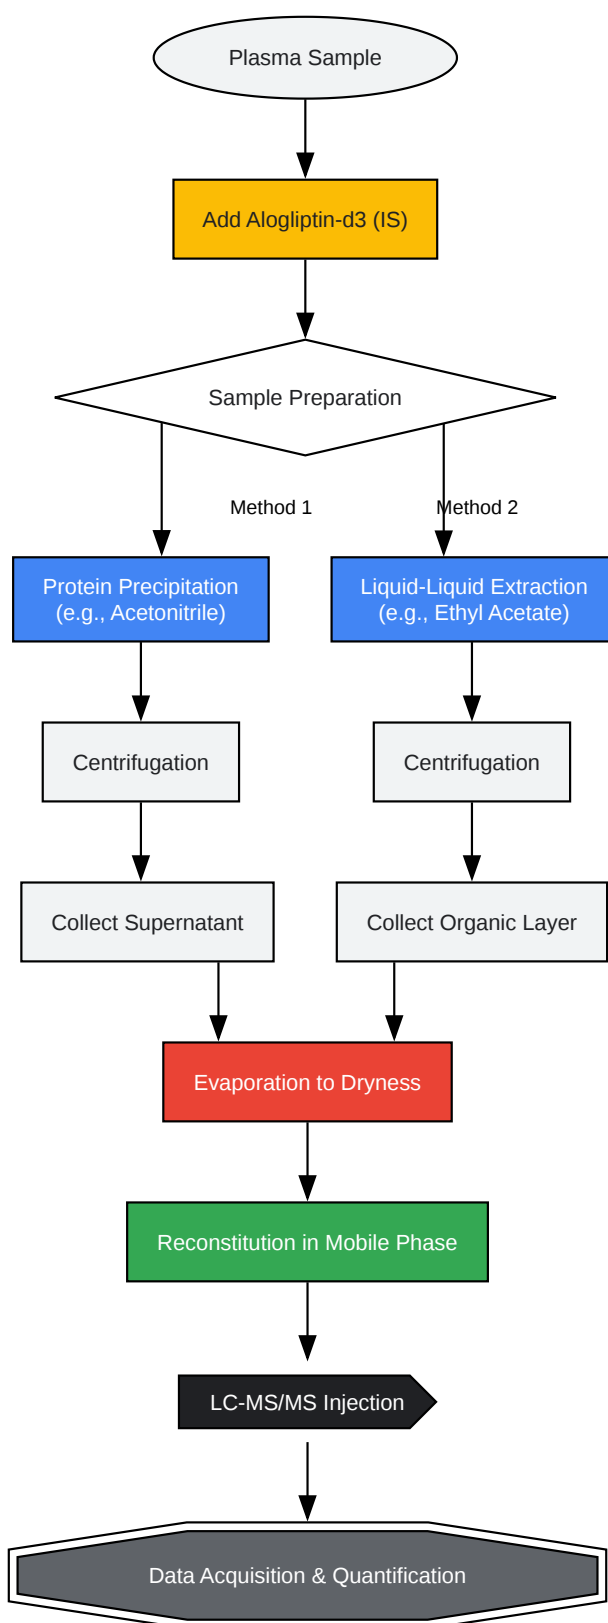 Plasma Sample
Add Alogliptin-d3 (IS)
Sample Preparation
Method 1
Method 2
Protein Precipitation
(e.g., Acetonitrile)
Liquid-Liquid Extraction
(e.g., Ethyl Acetate)
Centrifugation
Centrifugation
Collect Supernatant
Collect Organic Layer
Evaporation to Dryness
Reconstitution in Mobile Phase
LC-MS/MS Injection
Data Acquisition & Quantification